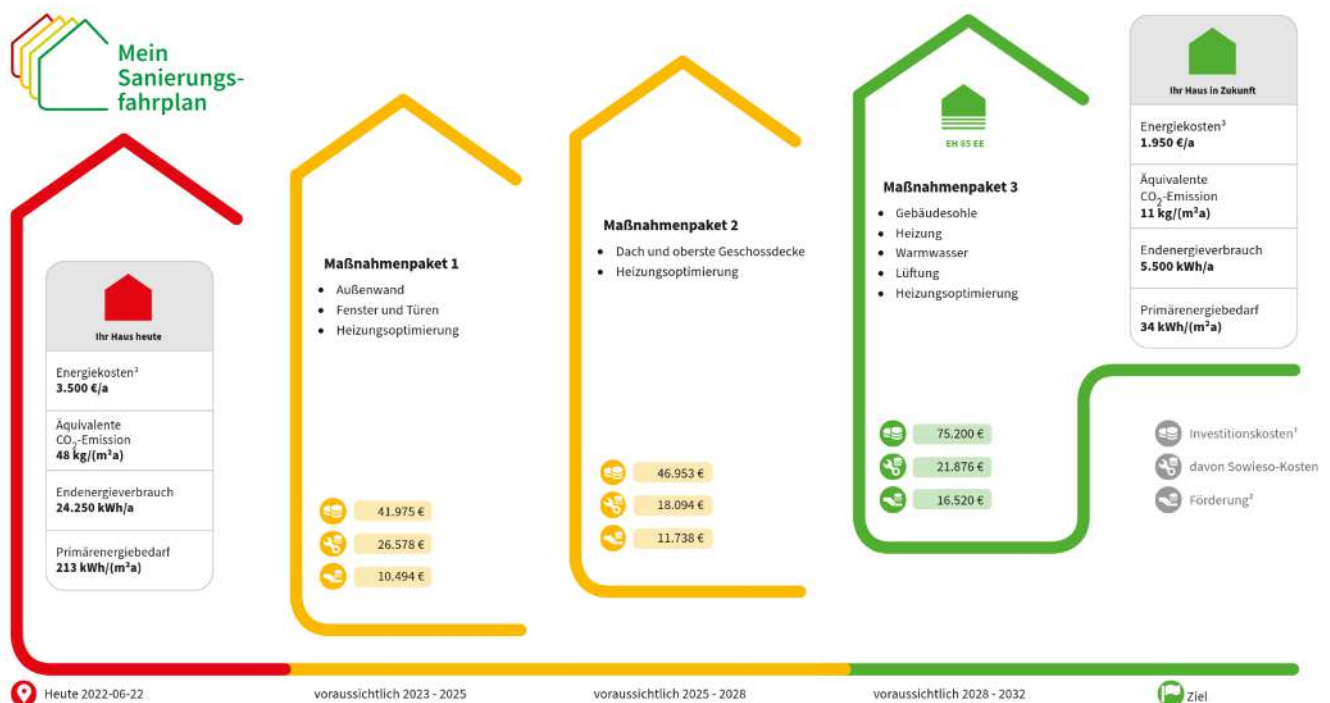 Mein
Sanierungs-
fahrplan
Ihr Haus heute
Energiekosten³
3.500 €/a
Äquivalente
CO₂-Emission
48 kg/(m²a)
Endenergieverbrauch
24.250 kWh/a
Primärenergiebedarf
213 kWh/(m²a)
Maßnahmenpaket 1
• Außenwand
• Fenster und Türen
• Heizungsoptimierung
41.975 €
26.578 €
10.494 €
Maßnahmenpaket 2
• Dach und oberste Geschossdecke
• Heizungsoptimierung
46.953 €
18.094 €
11.738 €
EH 85 EE
Maßnahmenpaket 3
• Gebäudesohle
• Heizung
• Warmwasser
• Lüftung
• Heizungsoptimierung
75.200 €
21.876 €
16.520 €
Ihr Haus in Zukunft
Energiekosten³
1.950 €/a
Äquivalente
CO₂-Emission
11 kg/(m²a)
Endenergieverbrauch
5.500 kWh/a
Primärenergiebedarf
34 kWh/(m²a)
Investitionskosten¹
davon Sowieso-Kosten
Förderung²
Heute 2022-06-22
voraussichtlich 2023 - 2025
voraussichtlich 2025 - 2028
voraussichtlich 2028 - 2032
Ziel